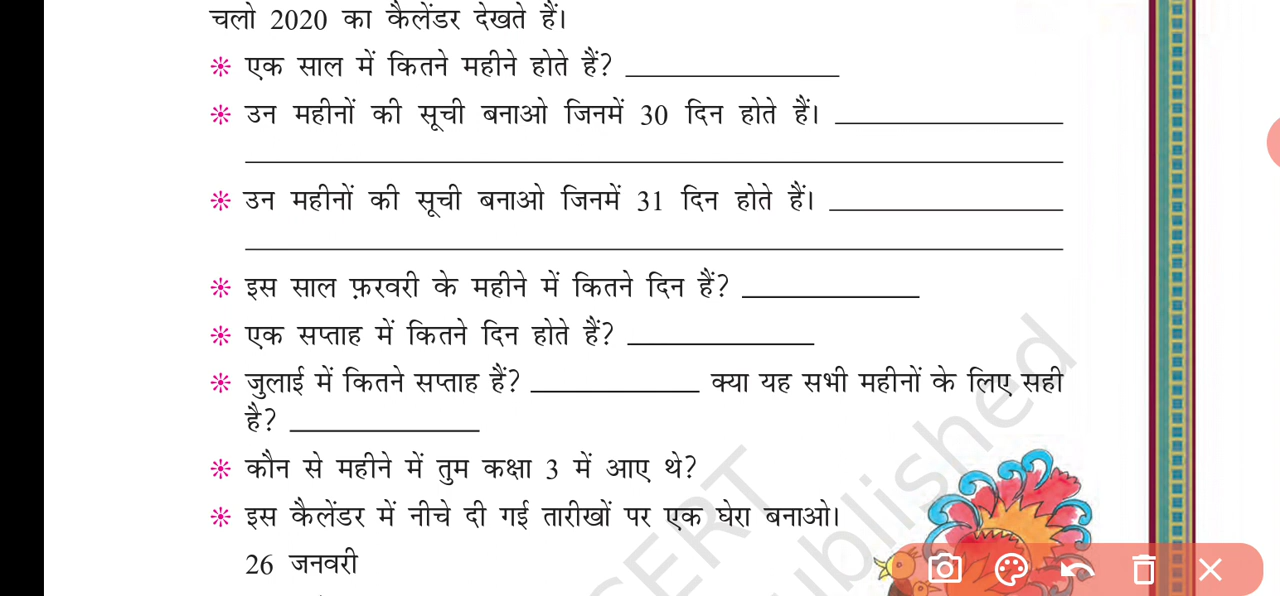 चलो 2020 का कैलेंडर देखते हैं।
एक साल में कितने महीने होते हैं?
उन महीनों की सूची बनाओ जिनमें 30 दिन होते हैं।
उन महीनों की सूची बनाओ जिनमें 31 दिन होते हैं।
इस साल फ़रवरी के महीने में कितने दिन हैं?
एक सप्ताह में कितने दिन होते हैं?
जुलाई में कितने सप्ताह हैं? क्या यह सभी महीनों के लिए सही
है?
कौन से महीने में तुम कक्षा 3 में आए थे?
इस कैलेंडर में नीचे दी गई तारीखों पर एक घेरा बनाओ।
26 जनवरी